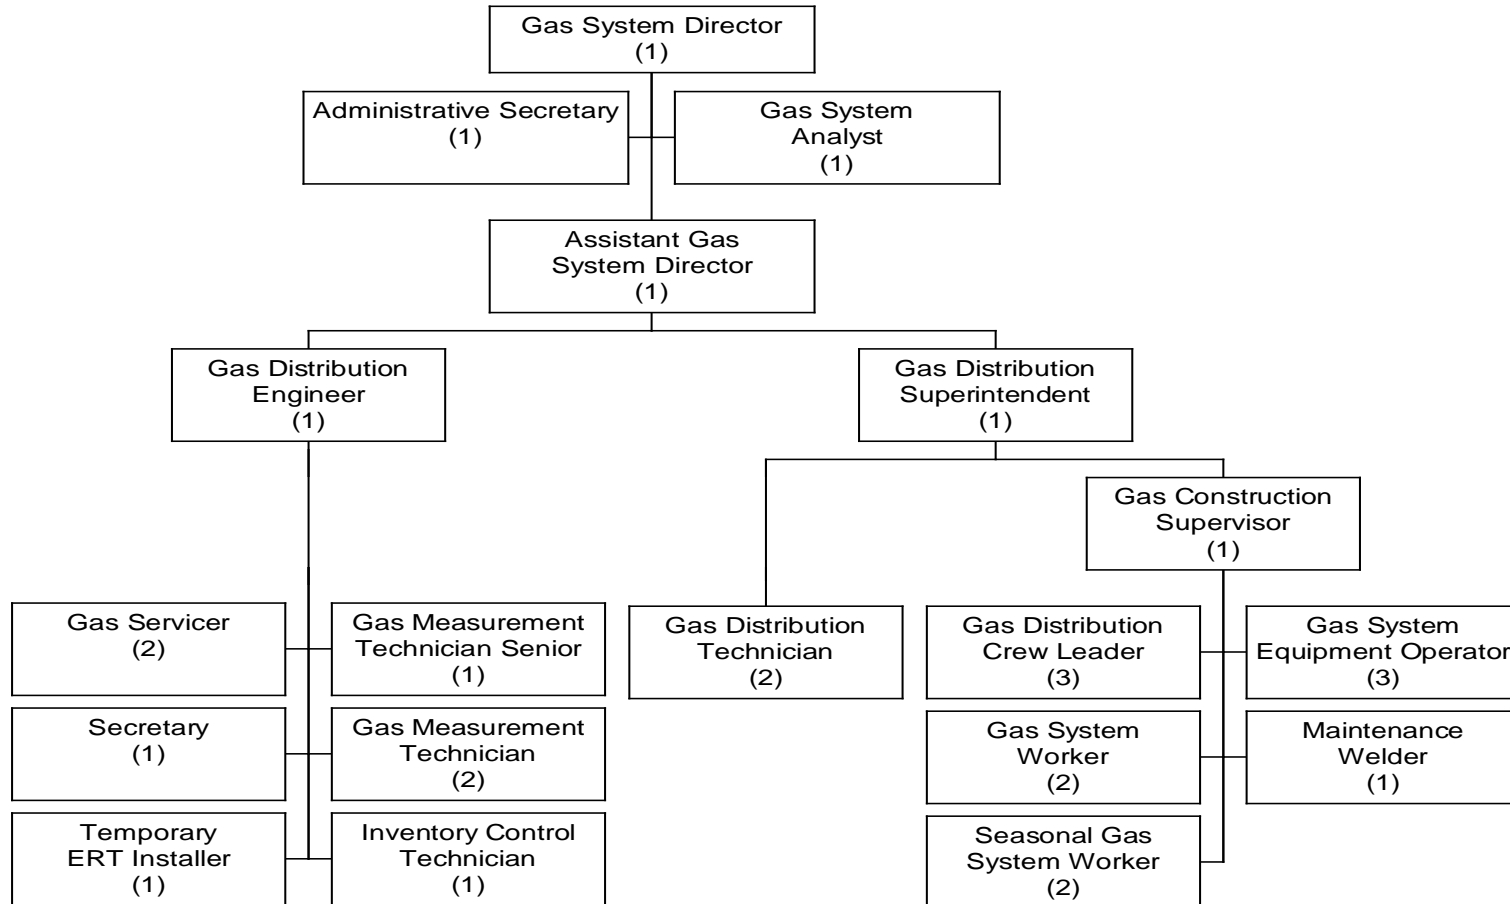 Gas System Director
(1)
Administrative Secretary
(1)
Gas System
Analyst
(1)
Assistant Gas
System Director
(1)
Gas Distribution
Engineer
(1)
Gas Distribution
Superintendent
(1)
Gas Construction
Supervisor
(1)
Gas Servicer
(2)
Gas Measurement
Technician Senior
(1)
Gas Distribution
Technician
(2)
Gas Distribution
Crew Leader
(3)
Gas System
Equipment Operator
(3)
Secretary
(1)
Gas Measurement
Technician
(2)
Gas System
Worker
(2)
Maintenance
Welder
(1)
Temporary
ERT Installer
(1)
Inventory Control
Technician
(1)
Seasonal Gas
System Worker
(2)